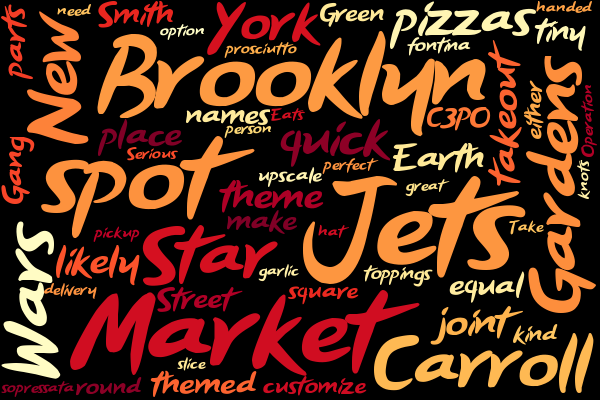 need
Smith
York
Green
pizzas
handed
parts
New
option
prosciutto
fontina
tiny
Brooklyn
names
Eats
C3PO
takeout
either
Gardens
Operation
place
person
quick
Earth
Gang
Serious
perfect
knots
spot
upscale
theme
great
make
Jets
Take
Wars
pickup
hat
likely
Star
garlic
toppings
equal
delivery
Street
square
Market
joint
kind
slice
Carroll
sopressata
round
themed
customize